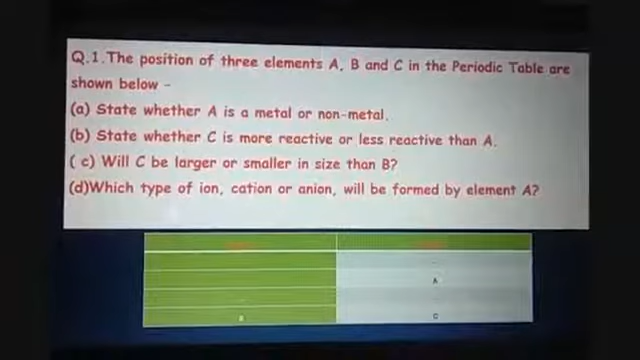 Q.1.The position of three elements A, B and C in the Periodic Table are
shown below -
(a) State whether A is a metal or non-metal.
(b) State whether C is more reactive or less reactive than A.
( c) Will C be larger or smaller in size than B?
(d)Which type of ion, cation or anion, will be formed by element A?
A
B C